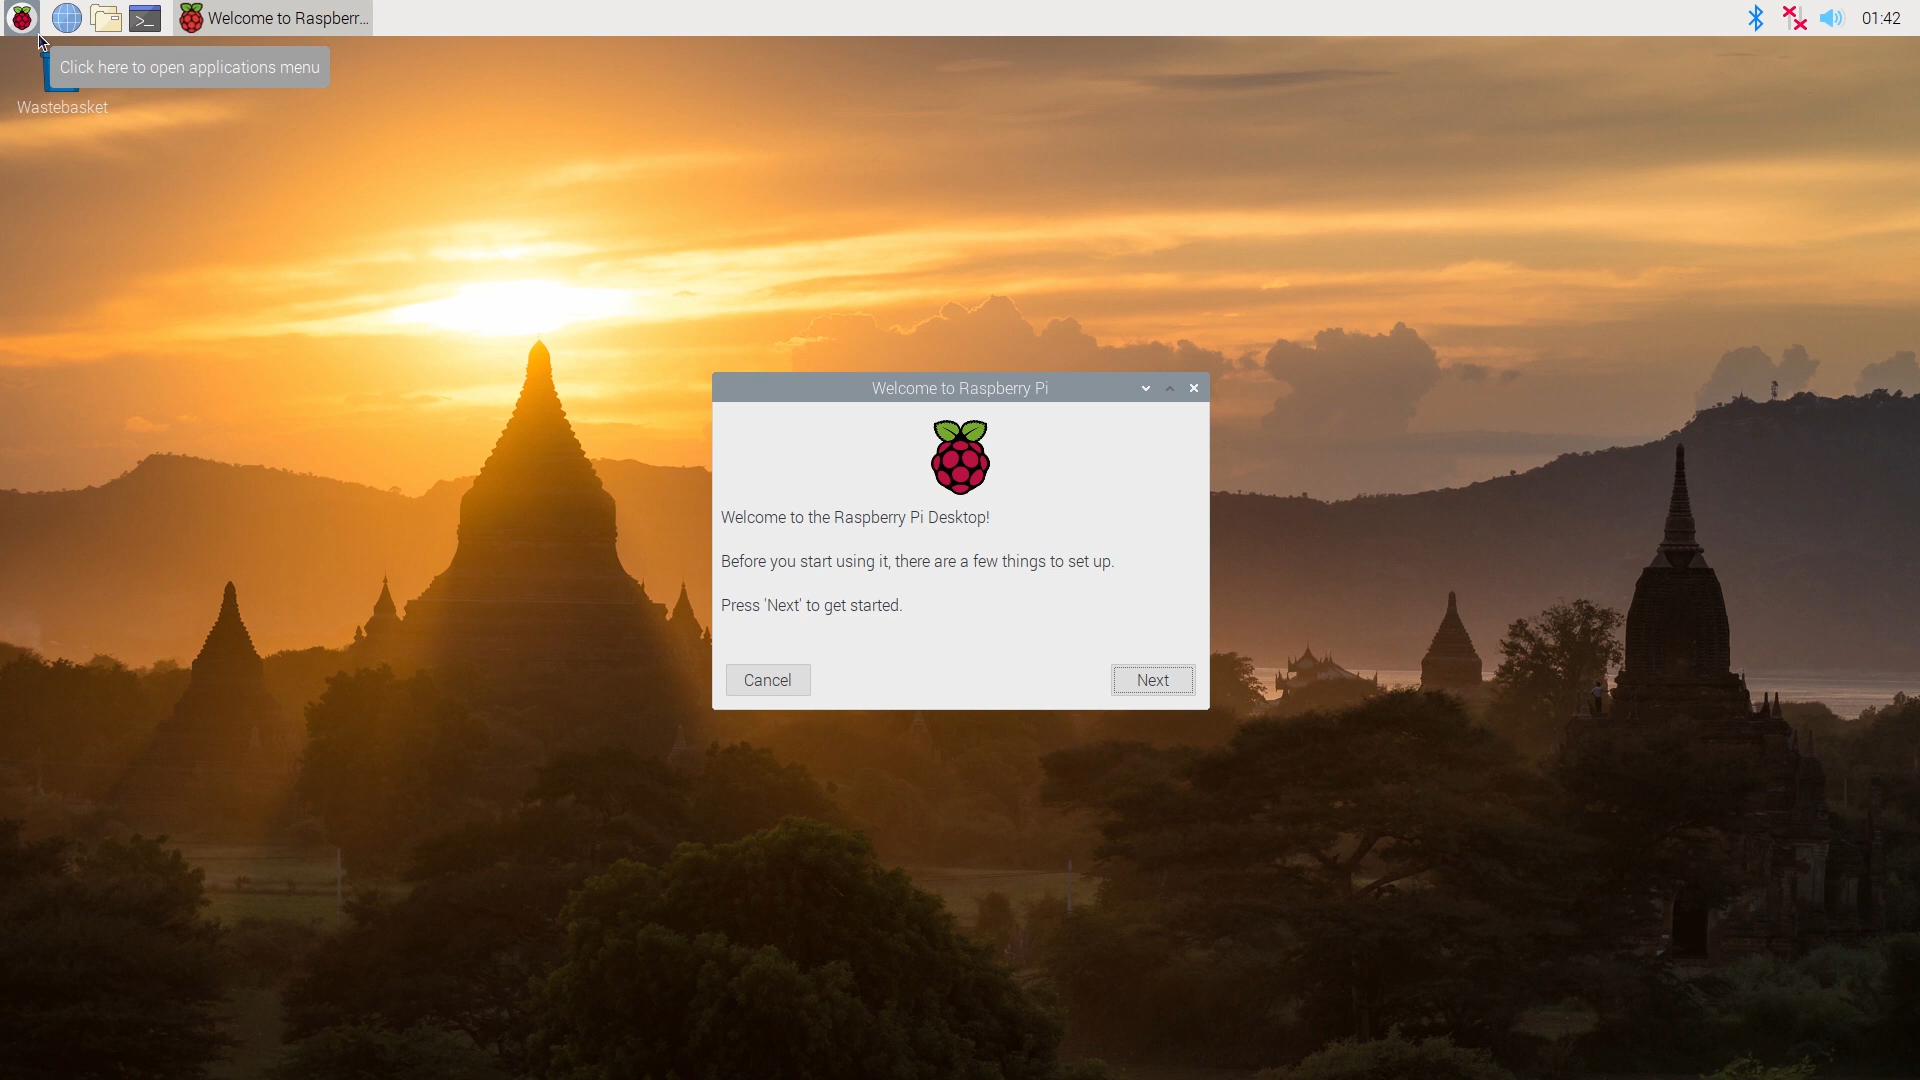 Welcome to Raspberr...
01:42
Click here to open applications menu
Wastebasket
Welcome to Raspberry Pi
Welcome to the Raspberry Pi Desktop!
Before you start using it, there are a few things to set up.
Press 'Next' to get started.
Cancel
Next